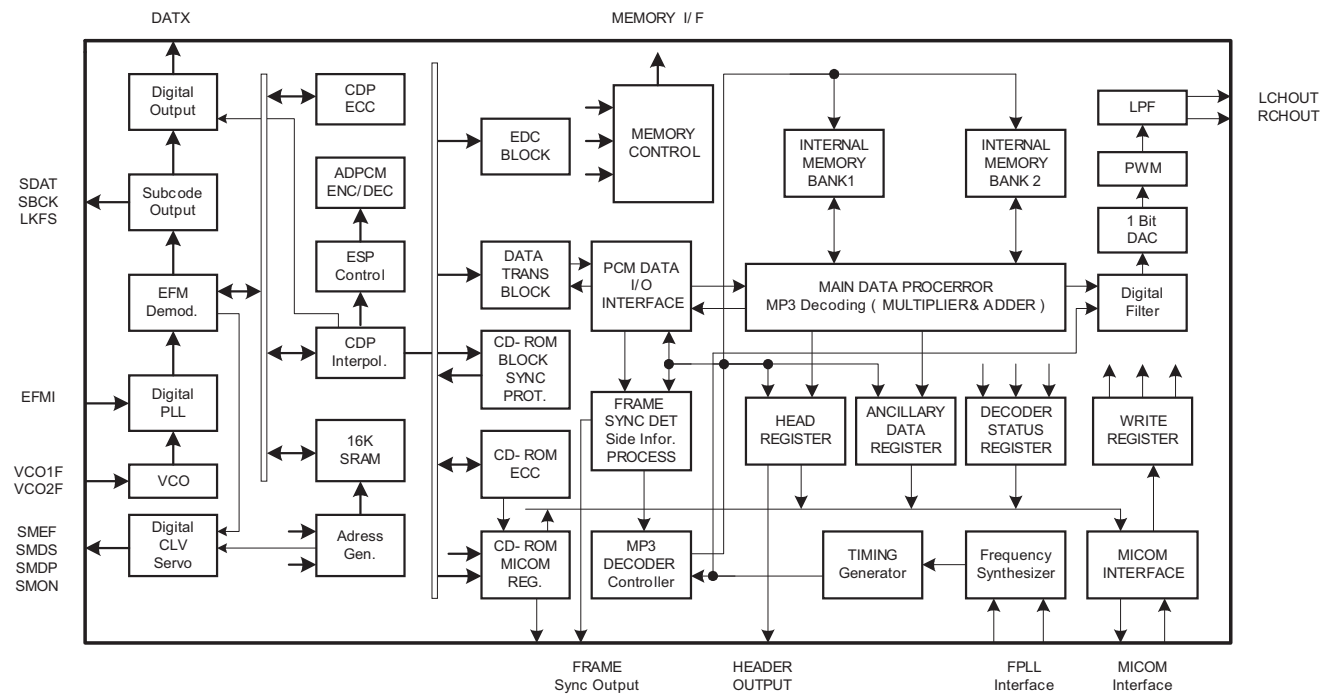 DATX
MEMORY I/ F
Digital
Output
CDP
ECC
EDC
BLOCK
MEMORY
CONTROL
INTERNAL
MEMORY
BANK1
INTERNAL
MEMORY
BANK 2
LPF
LCHOUT
RCHOUT
PWM
SDAT
SBCK
LKFS
Subcode
Output
ADPCM
ENC/DEC
1 Bit
DAC
EFM
Demod.
ESP
Control
DATA
TRANS
BLOCK
PCM DATA
I/O
INTERFACE
MAIN DATA PROCERROR
MP3 Decoding ( MULTIPLIER& ADDER )
Digital
Filter
CDP
Interpol.
CD- ROM
BLOCK
SYNC
PROT.
EFMI
Digital
PLL
FRAME
SYNC DET
Side Infor.
PROCESS
HEAD
REGISTER
ANCILLARY
DATA
REGISTER
DECODER
STATUS
REGISTER
WRITE
REGISTER
16K
SRAM
CD- ROM
ECC
VCO1F
VCO2F
VCO
SMEF
SMDS
SMDP
SMON
Digital
CLV
Servo
Adress
Gen.
CD- ROM
MICOM
REG.
MP3
DECODER
Controller
TIMING
Generator
Frequency
Synthesizer
MICOM
INTERFACE
FRAME
Sync Output
HEADER
OUTPUT
FPLL
Interface
MICOM
Interface